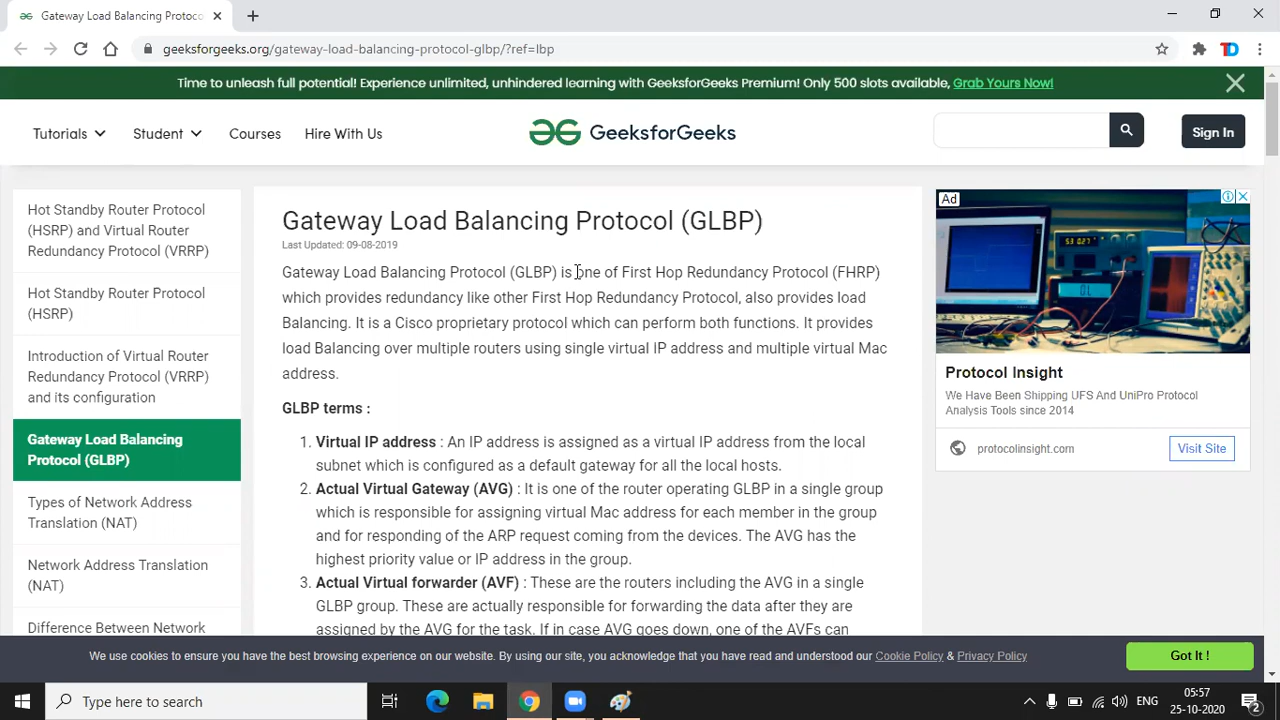 Gateway Load Balancing Protoco
geeksforgeeks.org/gateway-load-balancing-protocol-glbp/?ref=lbp
Time to unleash full potential! Experience unlimited, unhindered learning with GeeksforGeeks Premium! Only 500 slots available, Grab Yours Now!
Tutorials Student Courses Hire With Us GeeksforGeeks Sign In
Hot Standby Router Protocol
(HSRP) and Virtual Router
Redundancy Protocol (VRRP)
Hot Standby Router Protocol
(HSRP)
Introduction of Virtual Router
Redundancy Protocol (VRRP)
and its configuration
Gateway Load Balancing
Protocol (GLBP)
Types of Network Address
Translation (NAT)
Network Address Translation
(NAT)
Difference Between Network
Gateway Load Balancing Protocol (GLBP)
Last Updated: 09-08-2019
Gateway Load Balancing Protocol (GLBP) is one of First Hop Redundancy Protocol (FHRP)
which provides redundancy like other First Hop Redundancy Protocol, also provides load
Balancing. It is a Cisco proprietary protocol which can perform both functions. It provides
load Balancing over multiple routers using single virtual IP address and multiple virtual Mac
address.
GLBP terms :
1. Virtual IP address : An IP address is assigned as a virtual IP address from the local
subnet which is configured as a default gateway for all the local hosts.
2. Actual Virtual Gateway (AVG) : It is one of the router operating GLBP in a single group
which is responsible for assigning virtual Mac address for each member in the group
and for responding of the ARP request coming from the devices. The AVG has the
highest priority value or IP address in the group.
3. Actual Virtual forwarder (AVF) : These are the routers including the AVG in a single
GLBP group. These are actually responsible for forwarding the data after they are
assigned by the AVG for the task. If in case AVG goes down, one of the AVFs can
Ad
Protocol Insight
We Have Been Shipping UFS And UniPro Protocol
Analysis Tools since 2014
protocolinsight.com Visit Site
We use cookies to ensure you have the best browsing experience on our website. By using our site, you acknowledge that you have read and understood our Cookie Policy & Privacy Policy Got It !
Type here to search
ENG
05:57
25-10-2020
2